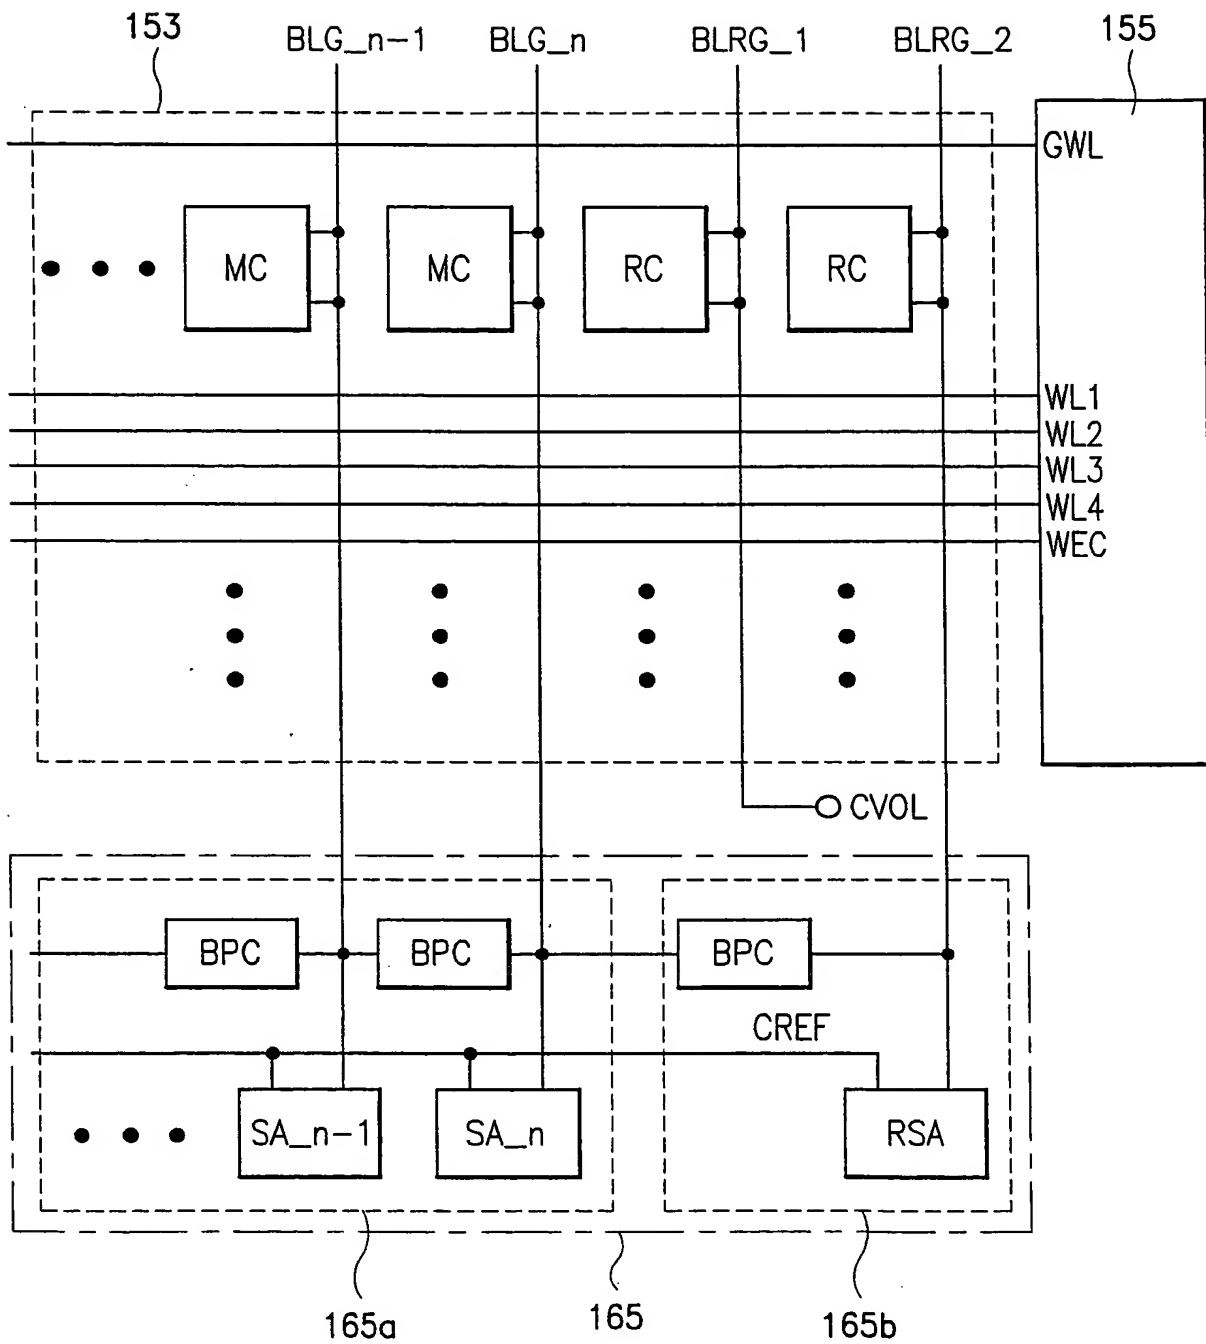 153
BLG_n-1 BLG_n BLRG_1 BLRG_2
155
GWL
MC MC RC RC
WL1
WL2
WL3
WL4
WEC
CVOL
BPC BPC BPC
CREF
SA_n-1 SA_n RSA
165a 165 165b